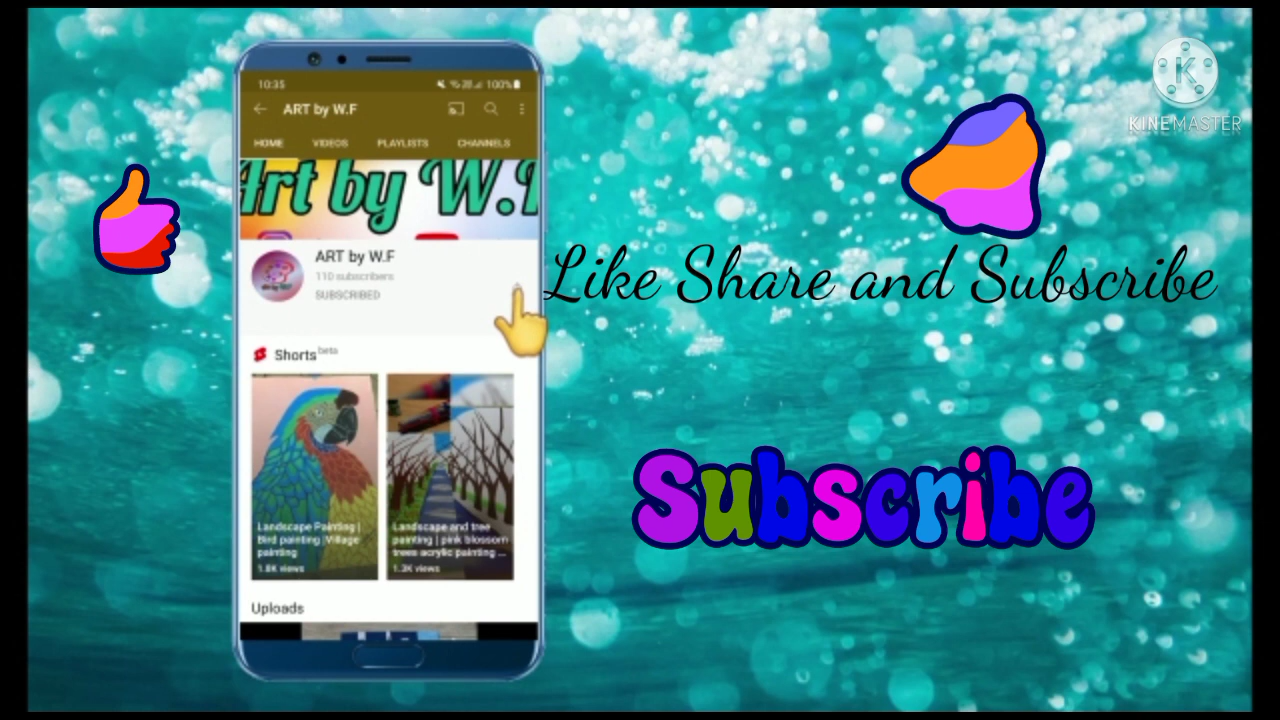 10:35 100%
ART by W.F
HOME VIDEOS PLAYLISTS CHANNELS
Art by W.F
ART by W.F
110 subscribers
SUBSCRIBED
Shorts beta
Landscape Painting |
Bird painting |Village
painting
1.8K views
Landscape and tree
painting | pink blossom
trees acrylic painting ...
1.3K views
Uploads
KINEMASTER
Like Share and Subscribe
Subscribe